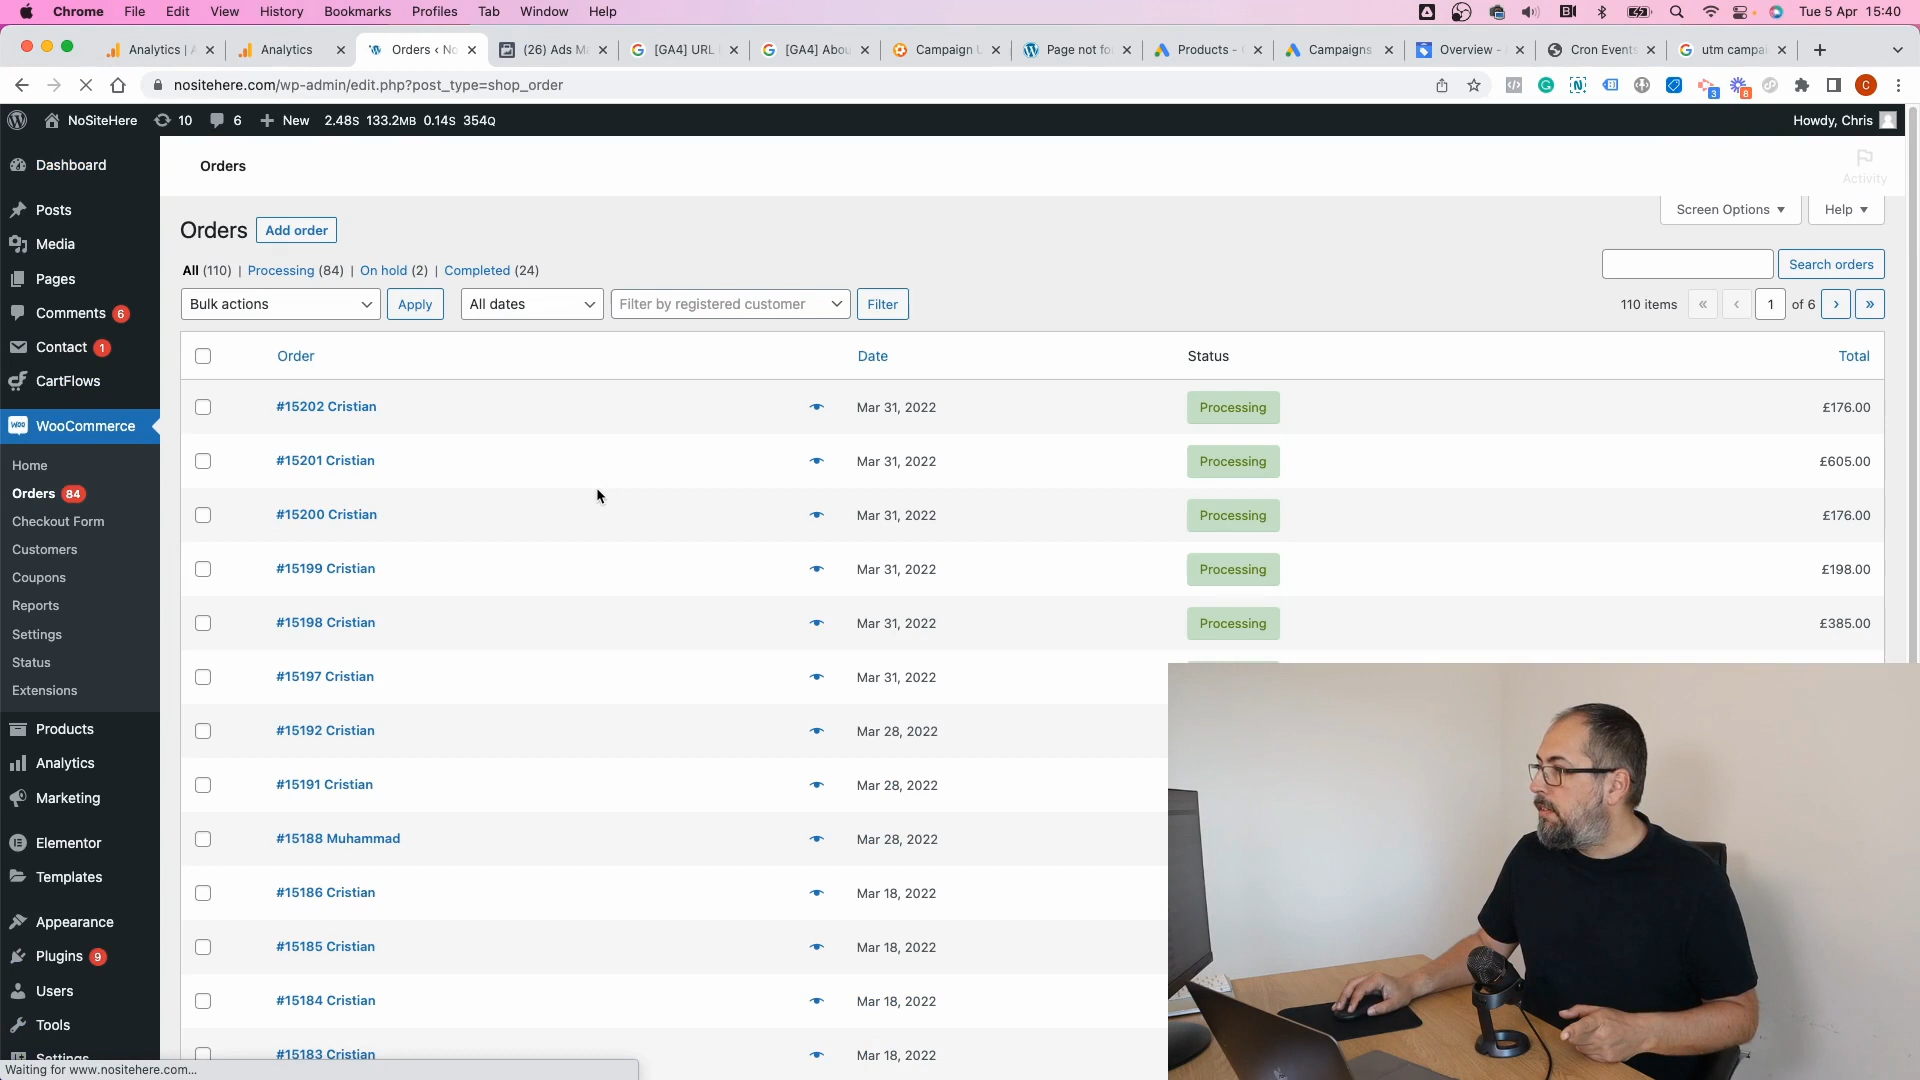 Chrome File Edit View History Bookmarks Profiles Tab Window Help Tue 5 Apr 15:40
Analytics | A Analytics Orders ‹ No (26) Ads Ma [GA4] URL [GA4] Abou Campaign U Page not fo Products - Campaigns Overview - Cron Events utm campai
nositehere.com/wp-admin/edit.php?post_type=shop_order 3 8 C
NoSiteHere 10 6 New 2.48S 133.2MB 0.14S 354Q Howdy, Chris
Dashboard
Posts
Media
Pages
Comments 6
Contact 1
CartFlows
WooCommerce
Home
Orders 84
Checkout Form
Customers
Coupons
Reports
Settings
Status
Extensions
Products
Analytics
Marketing
Elementor
Templates
Appearance
Plugins 9
Users
Tools
Settings
Orders
Activity
Screen Options Help
Orders Add order
All (110) | Processing (84) | On hold (2) | Completed (24)
Search orders
Bulk actions Apply All dates Filter by registered customer Filter 110 items « ‹ 1 of 6 › »
Order Date Status Total
#15202 Cristian Mar 31, 2022 Processing £176.00
#15201 Cristian Mar 31, 2022 Processing £605.00
#15200 Cristian Mar 31, 2022 Processing £176.00
#15199 Cristian Mar 31, 2022 Processing £198.00
#15198 Cristian Mar 31, 2022 Processing £385.00
#15197 Cristian Mar 31, 2022
#15192 Cristian Mar 28, 2022
#15191 Cristian Mar 28, 2022
#15188 Muhammad Mar 28, 2022
#15186 Cristian Mar 18, 2022
#15185 Cristian Mar 18, 2022
#15184 Cristian Mar 18, 2022
#15183 Cristian Mar 18, 2022
Waiting for www.nositehere.com...